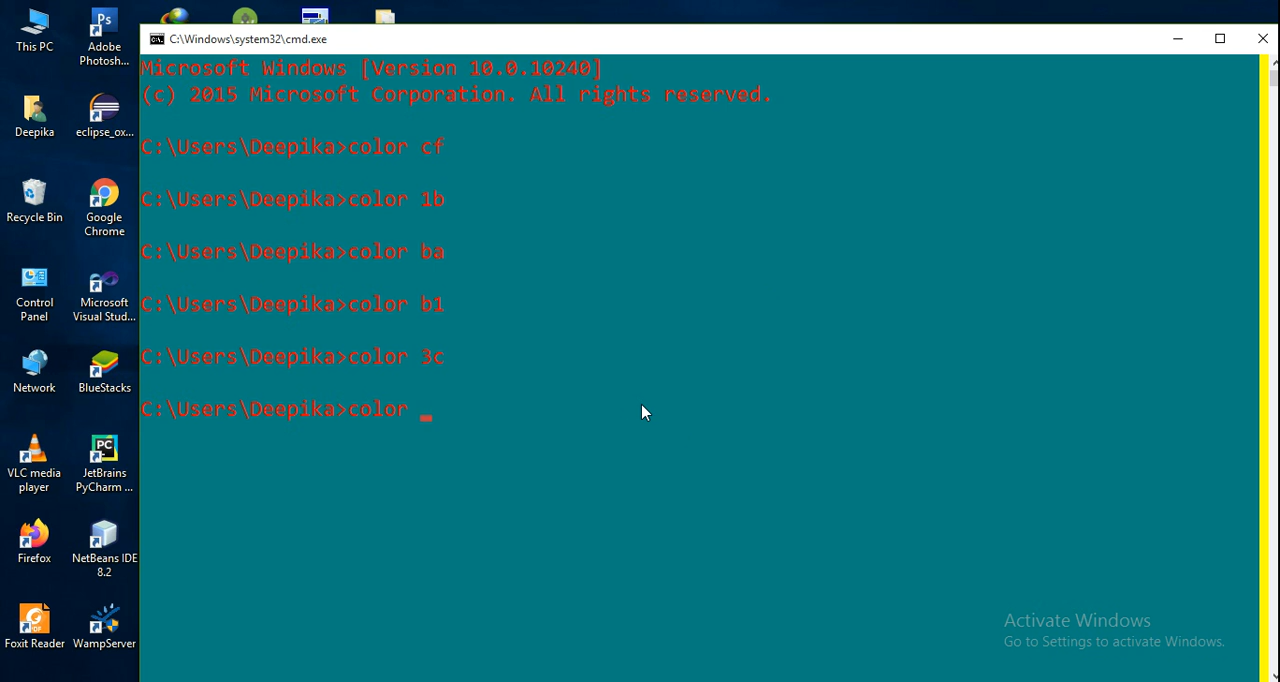 This PC
Adobe
Photosh...
Deepika
eclipse_ox...
Recycle Bin
Google
Chrome
Control
Panel
Microsoft
Visual Stud...
Network
BlueStacks
VLC media
player
JetBrains
PyCharm ...
Firefox
NetBeans IDE
8.2
Foxit Reader
WampServer
C:\Windows\system32\cmd.exe
Microsoft Windows [Version 10.0.10240]
(c) 2015 Microsoft Corporation. All rights reserved.
C:\Users\Deepika>color cf
C:\Users\Deepika>color 1b
C:\Users\Deepika>color ba
C:\Users\Deepika>color b1
C:\Users\Deepika>color 3c
C:\Users\Deepika>color _
Activate Windows
Go to Settings to activate Windows.